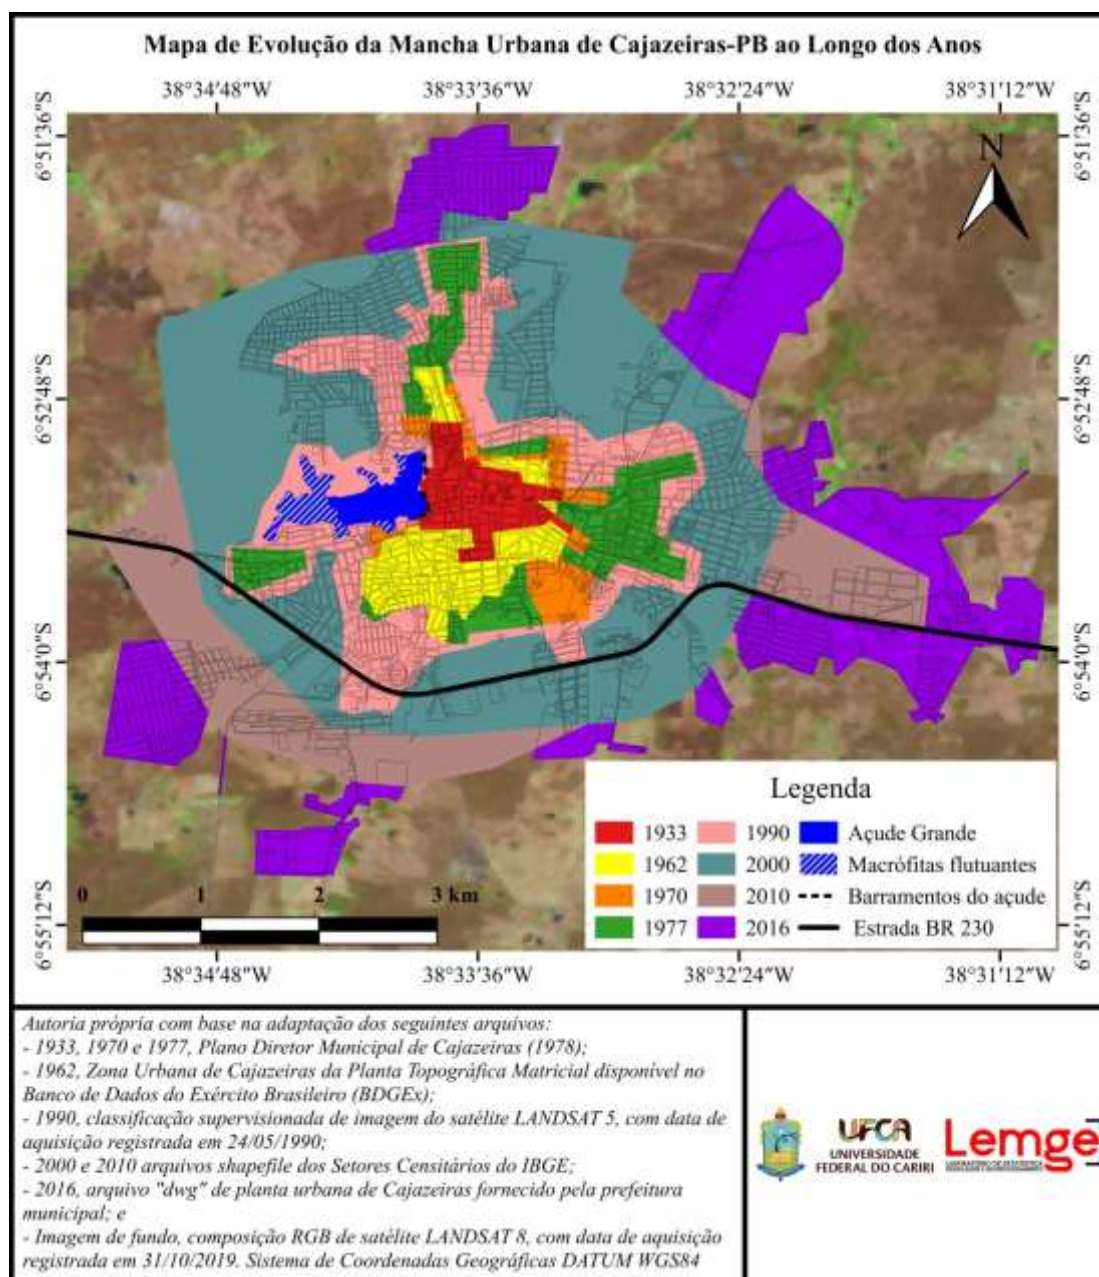 Mapa de Evolução da Mancha Urbana de Cajazeiras-PB ao Longo dos Anos
38°34'48"W 38°33'36"W 38°32'24"W 38°31'12"W
6°51'36"S 6°51'36"S
N
6°52'48"S 6°52'48"S
6°54'0"S 6°54'0"S
Legenda
1933 1990 Açude Grande
1962 2000 Macrófitas flutuantes
1970 2010 Barramentos do açude
1977 2016 Estrada BR 230
0 1 2 3 km
6°55'12"S 6°55'12"S
38°34'48"W 38°33'36"W 38°32'24"W 38°31'12"W
Autoria própria com base na adaptação dos seguintes arquivos:
- 1933, 1970 e 1977, Plano Diretor Municipal de Cajazeiras (1978);
- 1962, Zona Urbana de Cajazeiras da Planta Topográfica Matricial disponível no
Banco de Dados do Exército Brasileiro (BDGEx);
- 1990, classificação supervisionada de imagem do satélite LANDSAT 5, com data de
aquisição registrada em 24/05/1990;
- 2000 e 2010 arquivos shapefile dos Setores Censitários do IBGE;
- 2016, arquivo "dwg" de planta urbana de Cajazeiras fornecido pela prefeitura
municipal; e
- Imagem de fundo, composição RGB de satélite LANDSAT 8, com data de aquisição
registrada em 31/10/2019. Sistema de Coordenadas Geográficas DATUM WGS84
UFCA
UNIVERSIDADE
FEDERAL DO CARIRI
Lemge